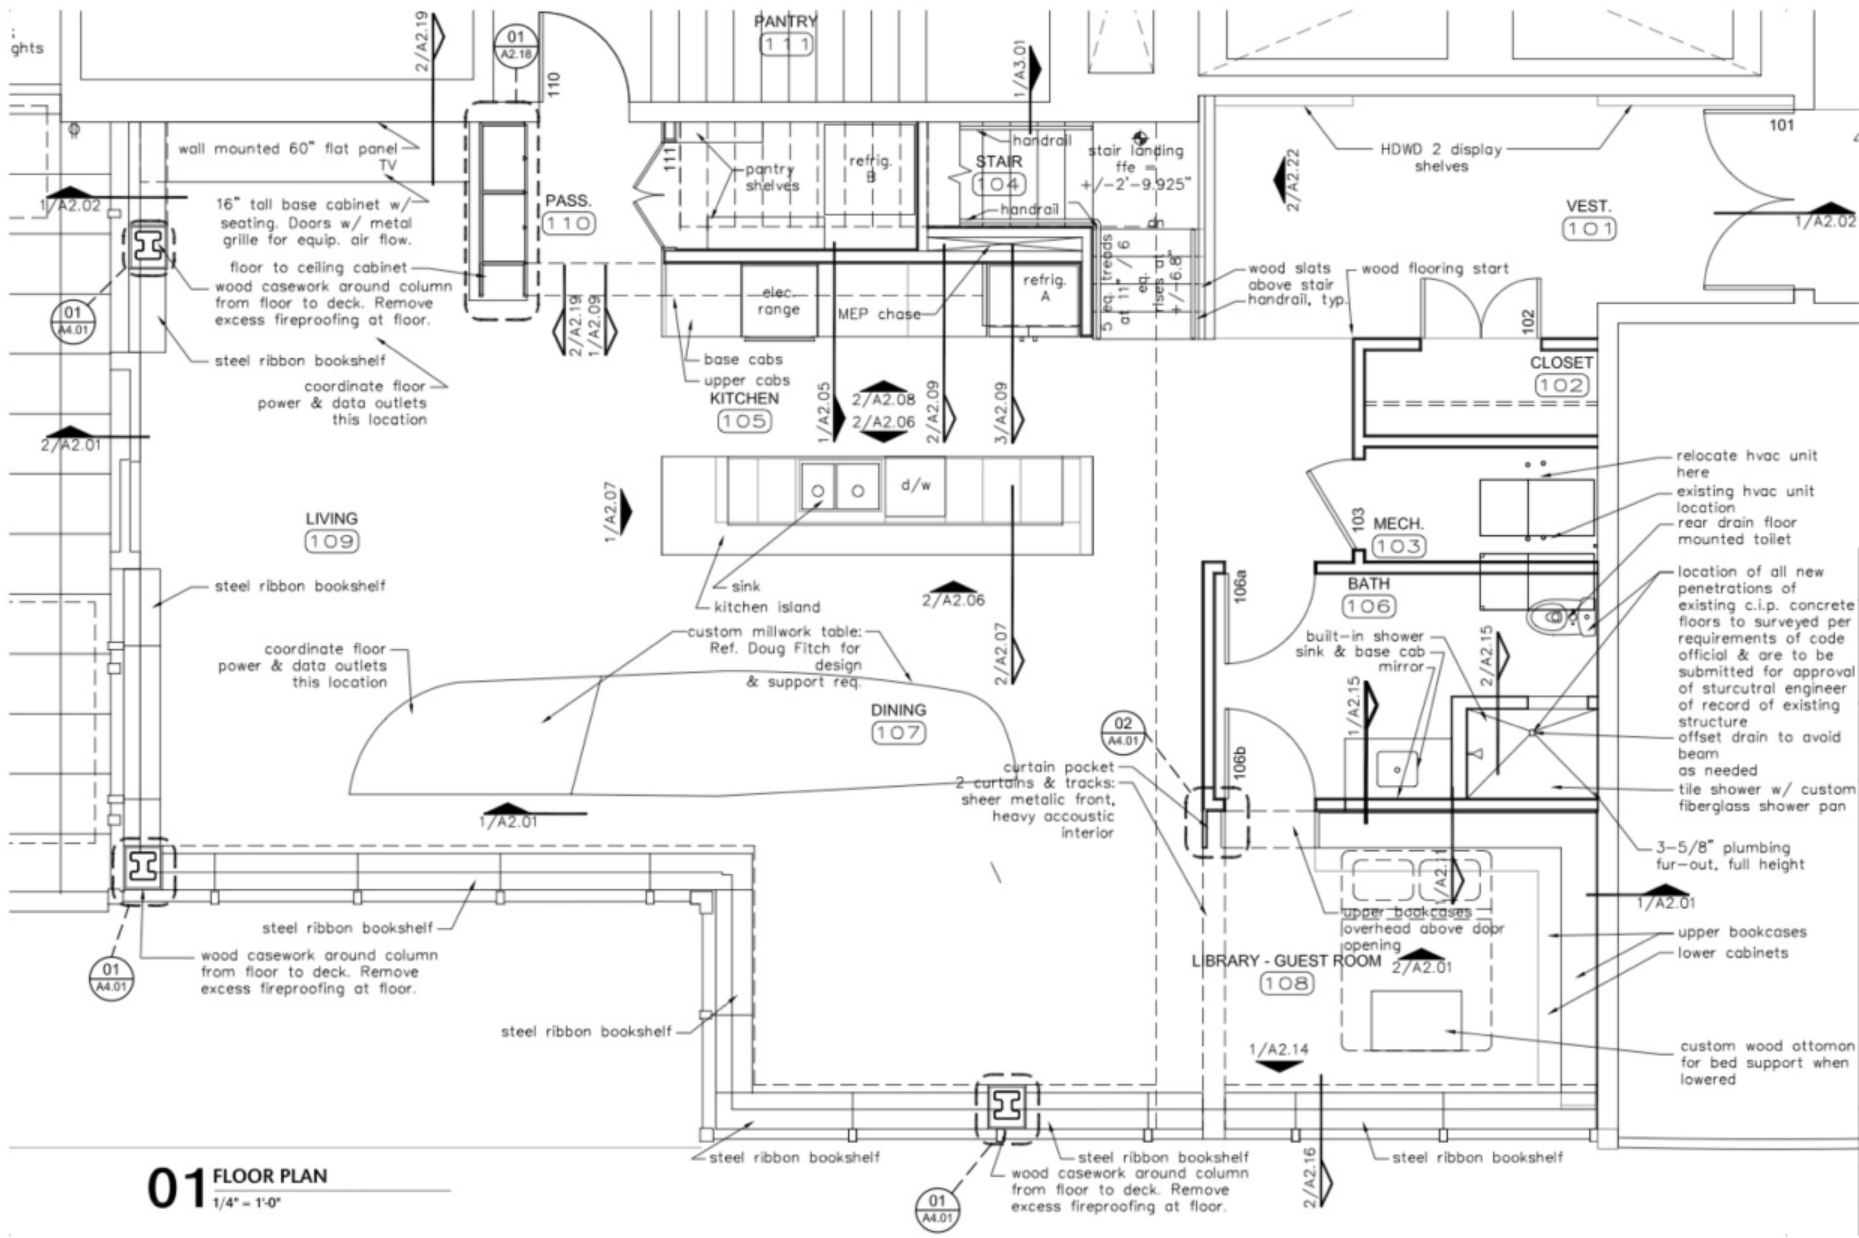 ghts
2/A2.19
01
A2.18
110
PANTRY
111
1/A3.01
wall mounted 60" flat panel
TV
1/A2.02
16" tall base cabinet w/
seating. Doors w/ metal
grille for equip. air flow.
floor to ceiling cabinet
wood casework around column
from floor to deck. Remove
excess fireproofing at floor.
01
A4.01
steel ribbon bookshelf
coordinate floor
power & data outlets
this location
PASS.
110
111
pantry
shelves
refrig.
B
handrail
STAIR
104
handrail
stair landing
ffe =
+/-2'-9.925"
dn
5 eq. treads
at 11" / 6
eq.
rises at
+/-6.8"
2/A2.22
HDWD 2 display
shelves
101
VEST.
101
1/A2.02
wood slats
above stair
handrail, typ.
wood flooring start
102
CLOSET
102
2/A2.19
1/A2.09
elec.
range
MEP chase
refrig.
A
base cabs
upper cabs
KITCHEN
105
1/A2.05
2/A2.08
2/A2.06
2/A2.09
3/A2.09
2/A2.01
LIVING
109
1/A2.07
d/w
sink
kitchen island
2/A2.06
2/A2.07
103
MECH.
103
relocate hvac unit
here
existing hvac unit
location
rear drain floor
mounted toilet
location of all new
penetrations of
existing c.i.p. concrete
floors to surveyed per
requirements of code
official & are to be
submitted for approval
of sturcutral engineer
of record of existing
structure
offset drain to avoid
beam
as needed
tile shower w/ custom
fiberglass shower pan
3-5/8" plumbing
fur-out, full height
BATH
106
106a
built-in shower
sink & base cab
mirror
2/A2.15
1/A2.15
106b
steel ribbon bookshelf
coordinate floor
power & data outlets
this location
custom millwork table:
Ref. Doug Fitch for
design
& support req.
DINING
107
1/A2.01
02
A4.01
curtain pocket
2 curtains & tracks:
sheer metalic front,
heavy accoustic
interior
steel ribbon bookshelf
wood casework around column
from floor to deck. Remove
excess fireproofing at floor.
01
A4.01
steel ribbon bookshelf
upper bookcases
overhead above door
opening
LIBRARY - GUEST ROOM
108
2/A2.01
1/A2.01
upper bookcases
lower cabinets
custom wood ottomon
for bed support when
lowered
1/A2.14
2/A2.16
steel ribbon bookshelf
steel ribbon bookshelf
steel ribbon bookshelf
wood casework around column
from floor to deck. Remove
excess fireproofing at floor.
01
A4.01
01 FLOOR PLAN
1/4" = 1'-0"